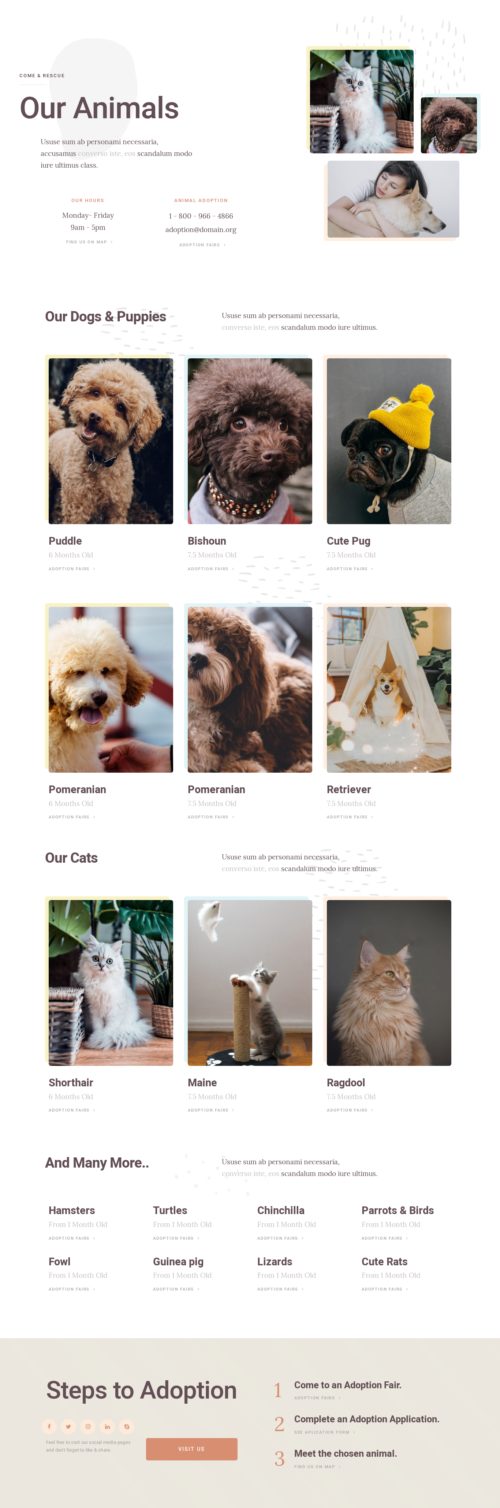 COME & RESCUE
Our Animals
Ususe sum ab personami necessaria,
accusamus converso iste, eos scandalum modo
iure ultimus class.
OUR HOURS
Monday- Friday
9am - 5pm
FIND US ON MAP
ANIMAL ADOPTION
1 - 800 - 966 - 4866
adoption@domain.org
ADOPTION FAIRS
Our Dogs & Puppies
Ususe sum ab personami necessaria,
converso iste, eos scandalum modo iure ultimus.
Puddle
6 Months Old
ADOPTION FAIRS
Bishoun
7.5 Months Old
ADOPTION FAIRS
Cute Pug
7.5 Months Old
ADOPTION FAIRS
Pomeranian
6 Months Old
ADOPTION FAIRS
Pomeranian
7.5 Months Old
ADOPTION FAIRS
Retriever
7.5 Months Old
ADOPTION FAIRS
Our Cats
Ususe sum ab personami necessaria,
converso iste, eos scandalum modo iure ultimus.
Shorthair
6 Months Old
ADOPTION FAIRS
Maine
7.5 Months Old
ADOPTION FAIRS
Ragdool
7.5 Months Old
ADOPTION FAIRS
And Many More..
Ususe sum ab personami necessaria,
converso iste, eos scandalum modo iure ultimus.
Hamsters
From 1 Month Old
ADOPTION FAIRS
Turtles
From 1 Month Old
ADOPTION FAIRS
Chinchilla
From 1 Month Old
ADOPTION FAIRS
Parrots & Birds
From 1 Month Old
ADOPTION FAIRS
Fowl
From 1 Month Old
ADOPTION FAIRS
Guinea pig
From 1 Month Old
ADOPTION FAIRS
Lizards
From 1 Month Old
ADOPTION FAIRS
Cute Rats
From 1 Month Old
ADOPTION FAIRS
Steps to Adoption
Feel free to visit our social media pages
and don't forget to like & share.
VISIT US
1 Come to an Adoption Fair.
ADOPTION FAIRS
2 Complete an Adoption Application.
SEE APLICATION FORM
3 Meet the chosen animal.
FIND US ON MAP